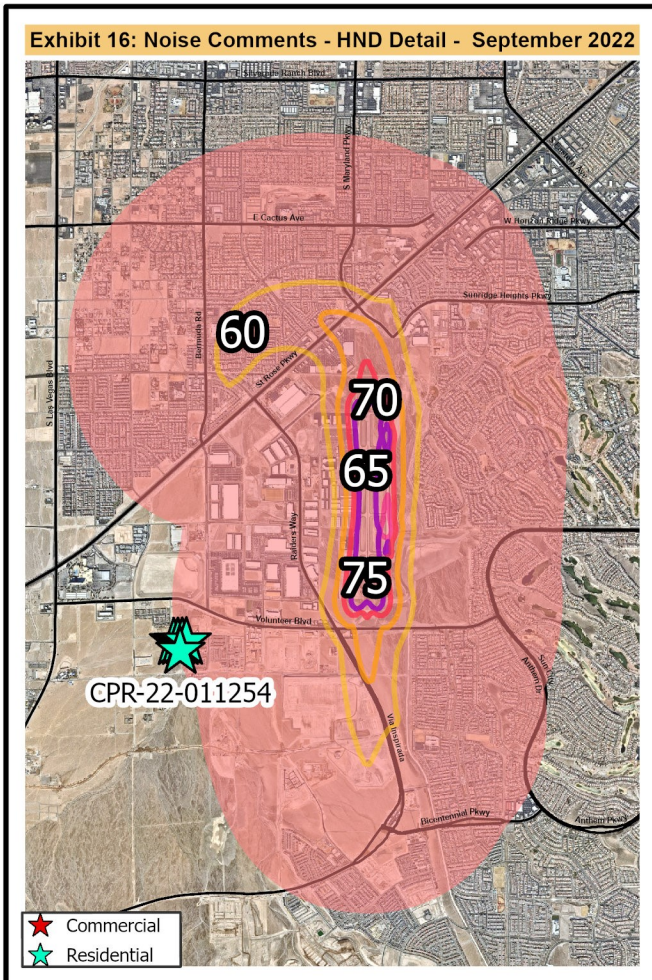 Exhibit 16: Noise Comments - HND Detail - September 2022
E Silverado Ranch Blvd
S Maryland Pkwy
E Cactus Ave
W Horizon Ridge Pkwy
Sunridge Heights Pkwy
Bermuda Rd
60
St Rose Pkwy
S Las Vegas Blvd
70
65
Raiders Way
75
Volunteer Blvd
CPR-22-011254
Anthem Dr
Via Inspirada
Bicentennial Pkwy
Anthem Pkwy
Commercial
Residential